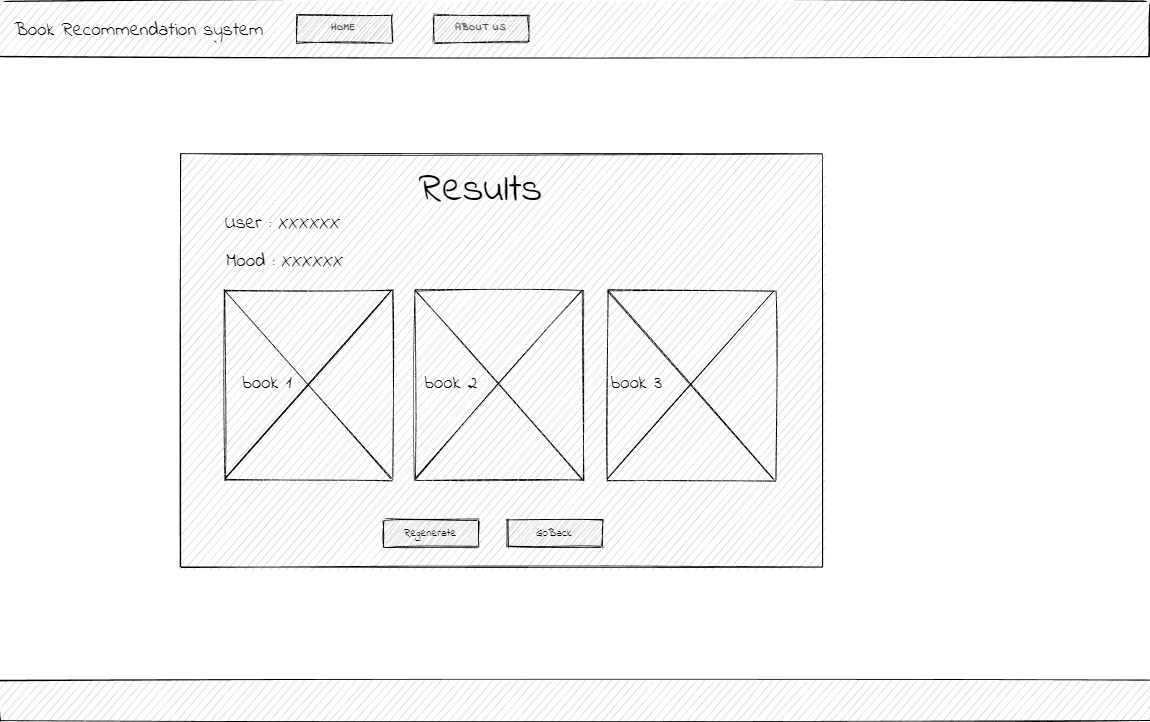 Book Recommendation system
HOME
ABOUT US
Results
User : XXXXXX
Mood : XXXXXX
book 1
book 2
book 3
Regenerate
GoBack